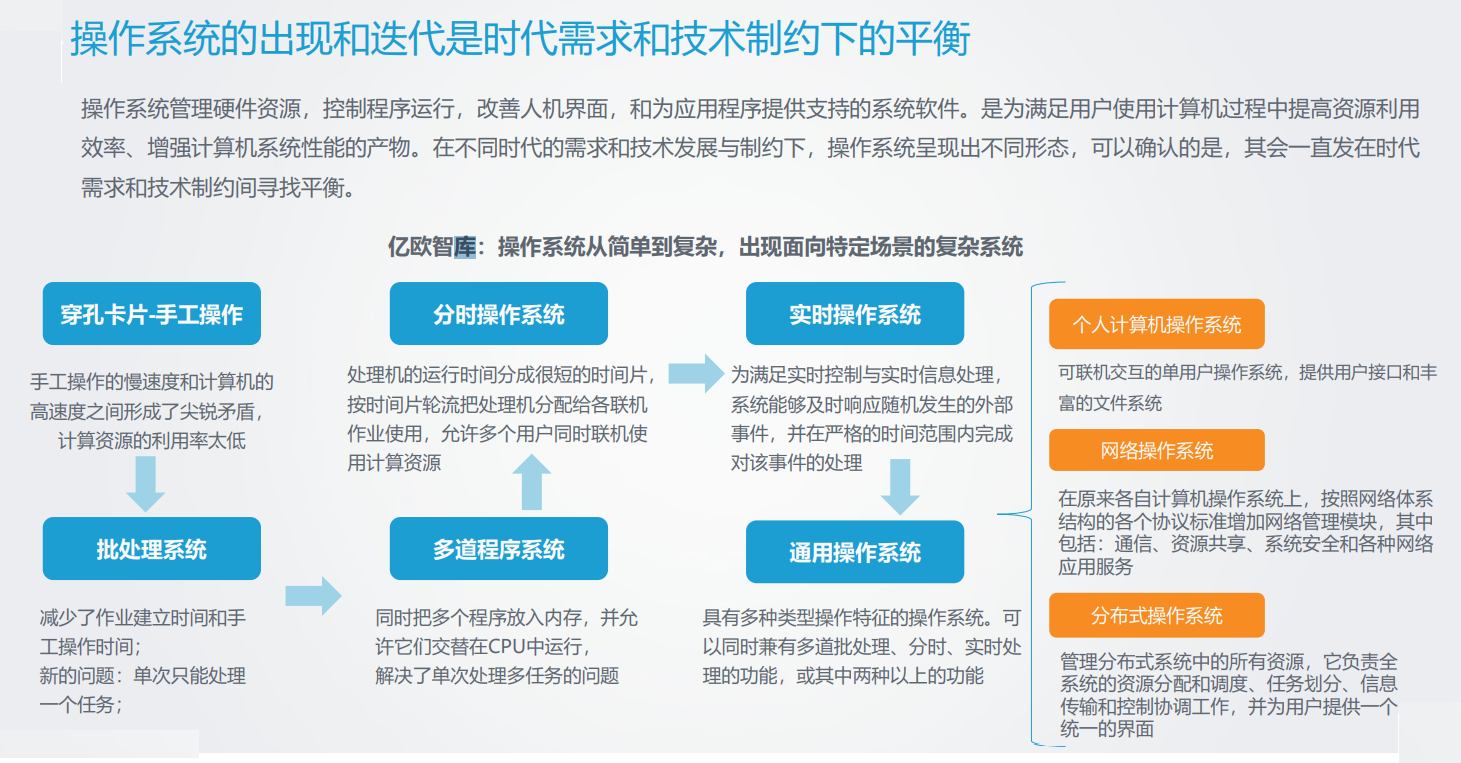 操作系统的出现和迭代是时代需求和技术制约下的平衡
操作系统管理硬件资源，控制程序运行，改善人机界面，和为应用程序提供支持的系统软件。是为满足用户使用计算机过程中提高资源利用
效率、增强计算机系统性能的产物。在不同时代的需求和技术发展与制约下，操作系统呈现出不同形态，可以确认的是，其会一直发在时代
需求和技术制约间寻找平衡。
亿欧智库：操作系统从简单到复杂，出现面向特定场景的复杂系统
穿孔卡片-手工操作
手工操作的慢速度和计算机的
高速度之间形成了尖锐矛盾，
计算资源的利用率太低
批处理系统
减少了作业建立时间和手
工操作时间；
新的问题：单次只能处理
一个任务；
多道程序系统
同时把多个程序放入内存，并允
许它们交替在CPU中运行，
解决了单次处理多任务的问题
分时操作系统
处理机的运行时间分成很短的时间片，
按时间片轮流把处理机分配给各联机
作业使用，允许多个用户同时联机使
用计算资源
实时操作系统
为满足实时控制与实时信息处理，
系统能够及时响应随机发生的外部
事件，并在严格的时间范围内完成
对该事件的处理
通用操作系统
具有多种类型操作特征的操作系统。可
以同时兼有多道批处理、分时、实时处
理的功能，或其中两种以上的功能
个人计算机操作系统
可联机交互的单用户操作系统，提供用户接口和丰
富的文件系统
网络操作系统
在原来各自计算机操作系统上，按照网络体系
结构的各个协议标准增加网络管理模块，其中
包括：通信、资源共享、系统安全和各种网络
应用服务
分布式操作系统
管理分布式系统中的所有资源，它负责全
系统的资源分配和调度、任务划分、信息
传输和控制协调工作，并为用户提供一个
统一的界面